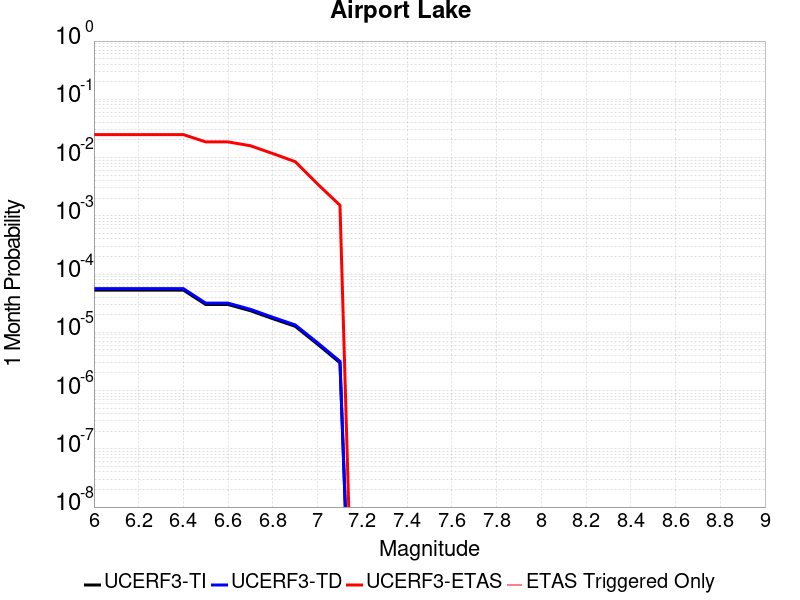 Airport Lake
10^0
10^-1
10^-2
10^-3
10^-4
10^-5
10^-6
10^-7
10^-8
1 Month Probability
6 6.2 6.4 6.6 6.8 7 7.2 7.4 7.6 7.8 8 8.2 8.4 8.6 8.8 9
Magnitude
UCERF3-TI UCERF3-TD UCERF3-ETAS ETAS Triggered Only